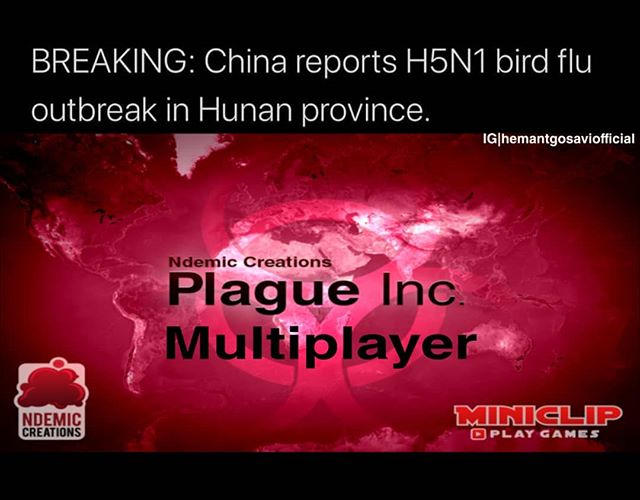 BREAKING: China reports H5N1 bird flu
outbreak in Hunan province.
IG|hemantgosaviofficial
Ndemic Creations
Plague Inc.
Multiplayer
NDEMIC
CREATIONS
MINICLIP
PLAY GAMES